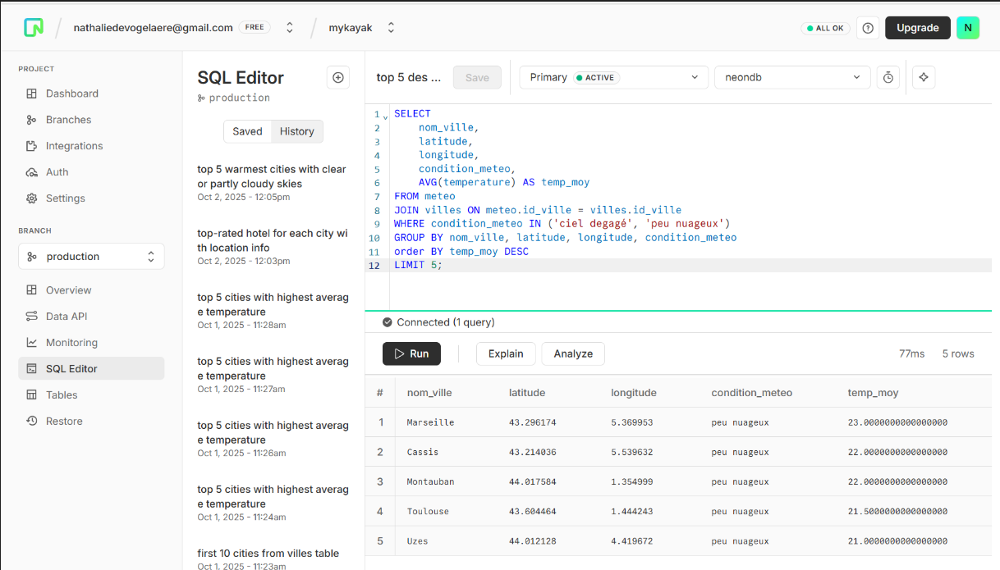 nathaliedevogelaere@gmail.com FREE
mykayak
ALL OK
Upgrade
N
PROJECT
Dashboard
Branches
Integrations
Auth
Settings
BRANCH
production
Overview
Data API
Monitoring
SQL Editor
Tables
Restore
SQL Editor
production
Saved History
top 5 warmest cities with clear
or partly cloudy skies
Oct 2, 2025 - 12:05pm
top-rated hotel for each city wi
th location info
Oct 2, 2025 - 12:03pm
top 5 cities with highest averag
e temperature
Oct 1, 2025 - 11:28am
top 5 cities with highest averag
e temperature
Oct 1, 2025 - 11:27am
top 5 cities with highest averag
e temperature
Oct 1, 2025 - 11:26am
top 5 cities with highest averag
e temperature
Oct 1, 2025 - 11:24am
first 10 cities from villes table
Oct 1, 2025 - 11:23am
top 5 des ... Save Primary ACTIVE neondb
1 SELECT
2 nom_ville,
3 latitude,
4 longitude,
5 condition_meteo,
6 AVG(temperature) AS temp_moy
7 FROM meteo
8 JOIN villes ON meteo.id_ville = villes.id_ville
9 WHERE condition_meteo IN ('ciel degagé', 'peu nuageux')
10 GROUP BY nom_ville, latitude, longitude, condition_meteo
11 order BY temp_moy DESC
12 LIMIT 5;
Connected (1 query)
Run Explain Analyze 77ms 5 rows
# nom_ville latitude longitude condition_meteo temp_moy
1 Marseille 43.296174 5.369953 peu nuageux 23.0000000000000000
2 Cassis 43.214036 5.539632 peu nuageux 22.0000000000000000
3 Montauban 44.017584 1.354999 peu nuageux 22.0000000000000000
4 Toulouse 43.604464 1.444243 peu nuageux 21.5000000000000000
5 Uzes 44.012128 4.419672 peu nuageux 21.0000000000000000